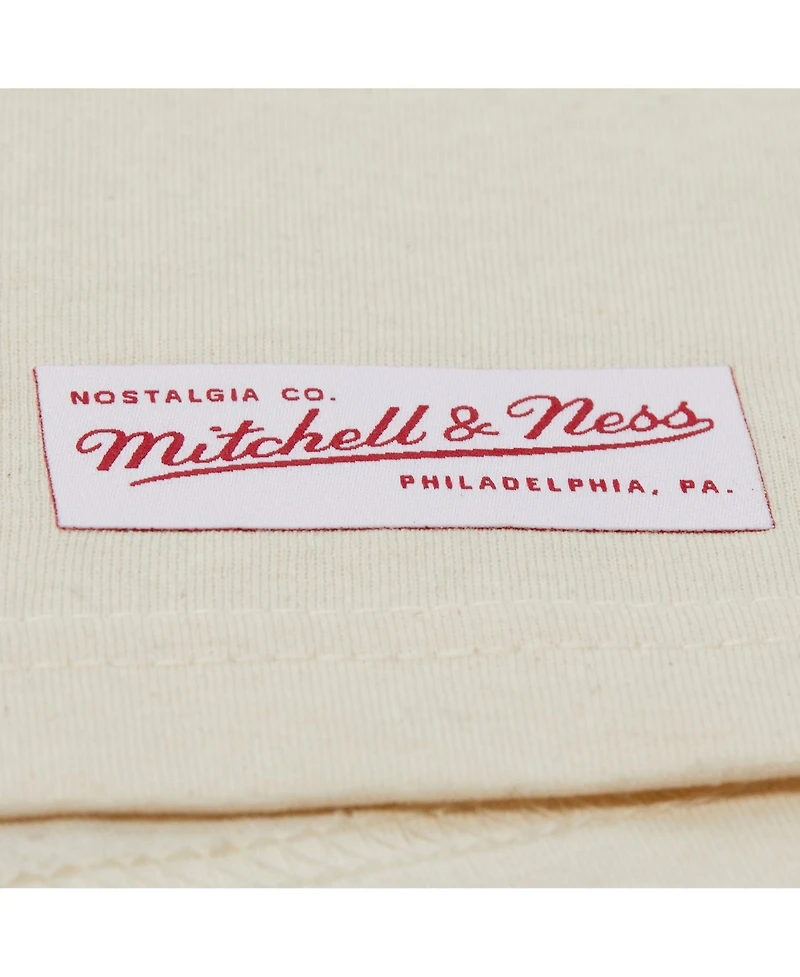 NOSTALGIA CO.
Mitchell & Ness
PHILADELPHIA, PA.